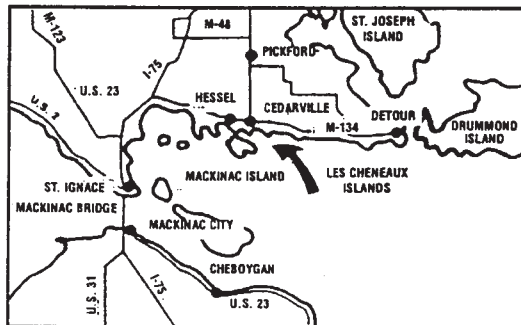 M-123
M-48
ST. JOSEPH
ISLAND
I-75
PICKFORD
U.S. 23
U.S. 2
HESSEL
CEDARVILLE
DETOUR
M-134
DRUMMOND
ISLAND
MACKINAC ISLAND
LES CHENEAUX
ISLANDS
ST. IGNACE
MACKINAC BRIDGE
MACKINAC CITY
CHEBOYGAN
U.S. 31
I-75
U.S. 23